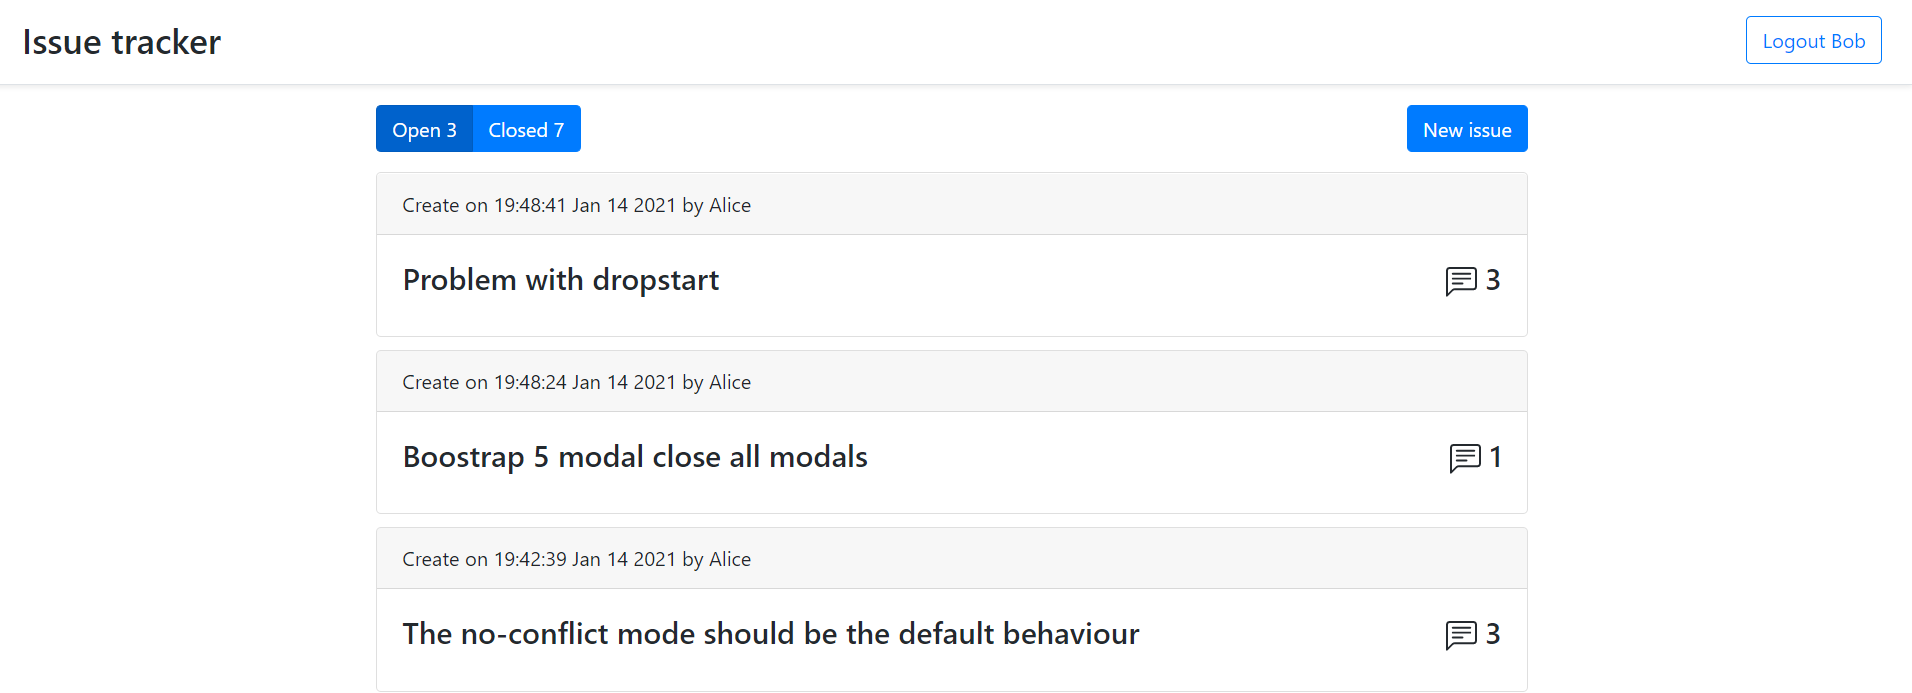 Issue tracker
Logout Bob
Open 3
Closed 7
New issue
Create on 19:48:41 Jan 14 2021 by Alice
Problem with dropstart
3
Create on 19:48:24 Jan 14 2021 by Alice
Boostrap 5 modal close all modals
1
Create on 19:42:39 Jan 14 2021 by Alice
The no-conflict mode should be the default behaviour
3